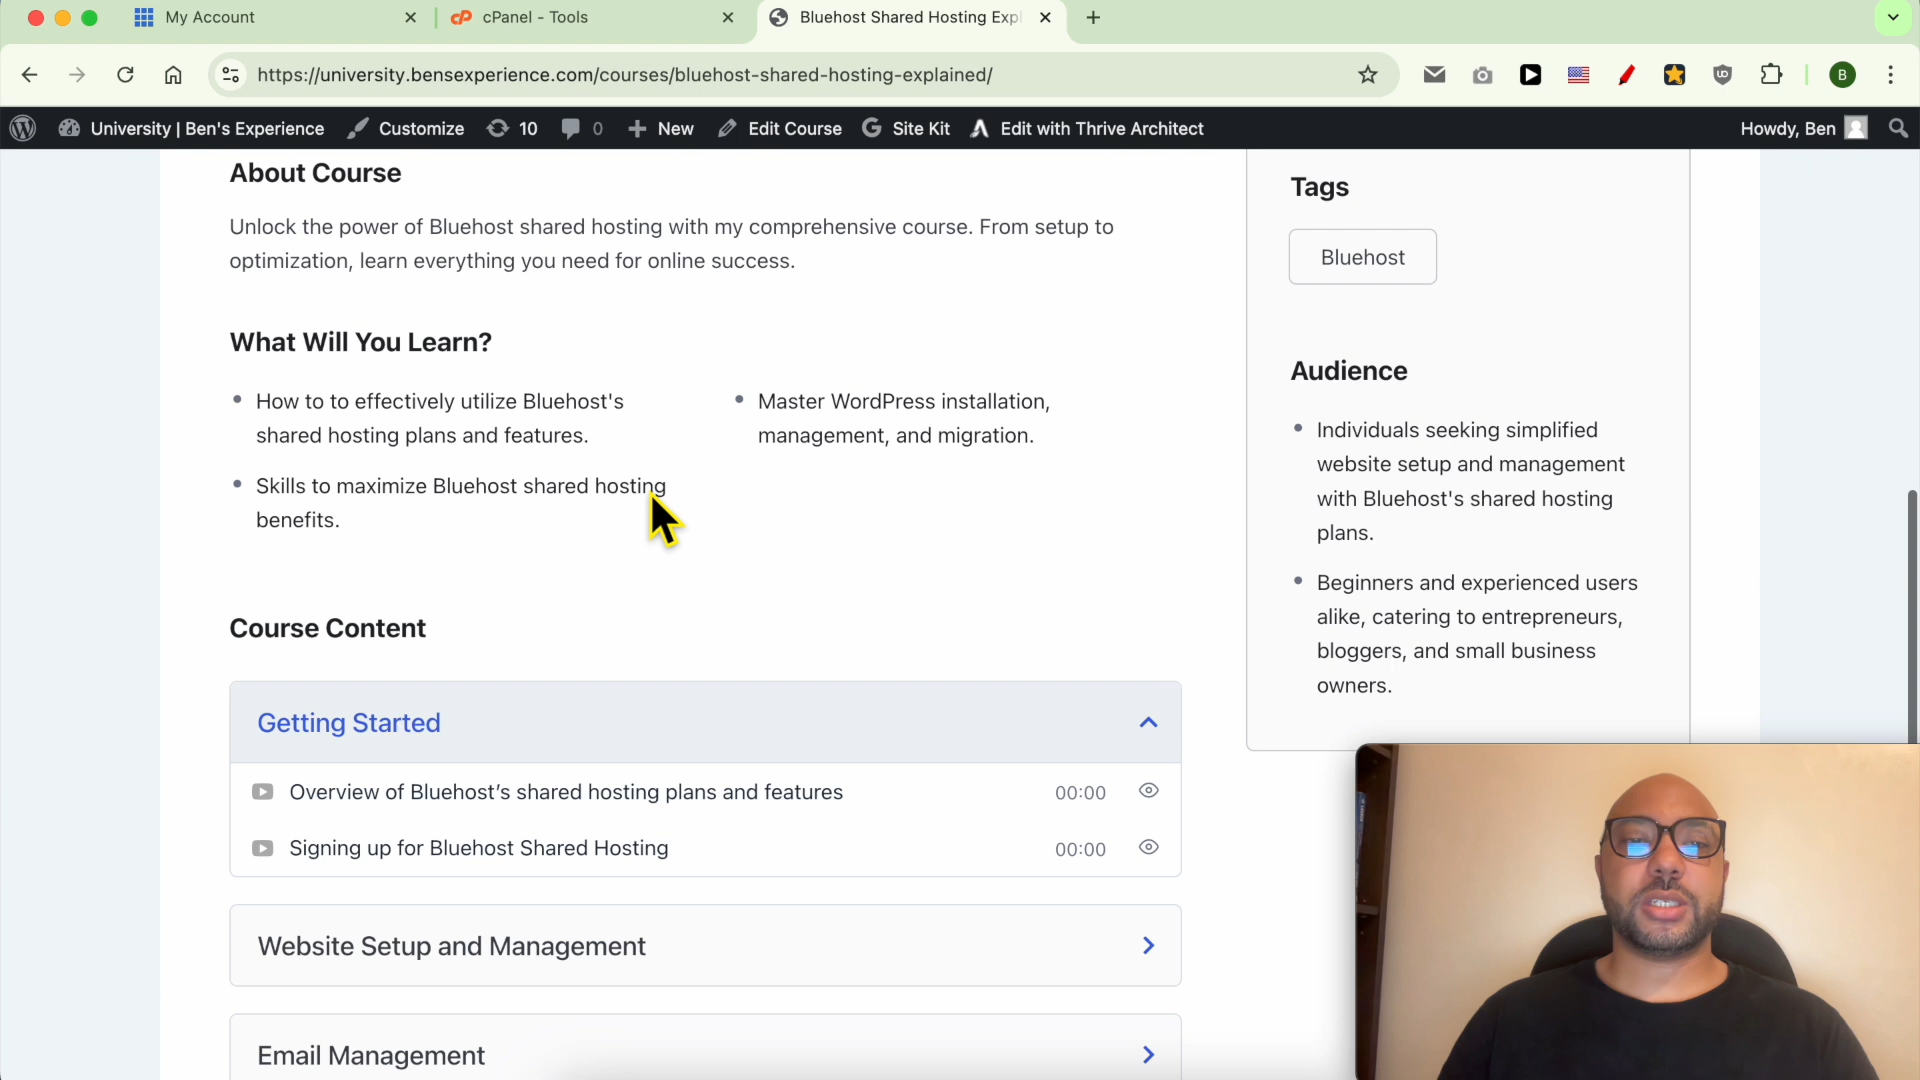 My Account
cPanel - Tools
Bluehost Shared Hosting Exp
https://university.bensexperience.com/courses/bluehost-shared-hosting-explained/
B
University | Ben's Experience
Customize
10
0
New
Edit Course
Site Kit
Edit with Thrive Architect
Howdy, Ben
About Course
Unlock the power of Bluehost shared hosting with my comprehensive course. From setup to
optimization, learn everything you need for online success.
What Will You Learn?
How to to effectively utilize Bluehost's
shared hosting plans and features.
Skills to maximize Bluehost shared hosting
benefits.
Master WordPress installation,
management, and migration.
Course Content
Getting Started
Overview of Bluehost’s shared hosting plans and features
00:00
Signing up for Bluehost Shared Hosting
00:00
Website Setup and Management
Email Management
Tags
Bluehost
Audience
Individuals seeking simplified
website setup and management
with Bluehost's shared hosting
plans.
Beginners and experienced users
alike, catering to entrepreneurs,
bloggers, and small business
owners.